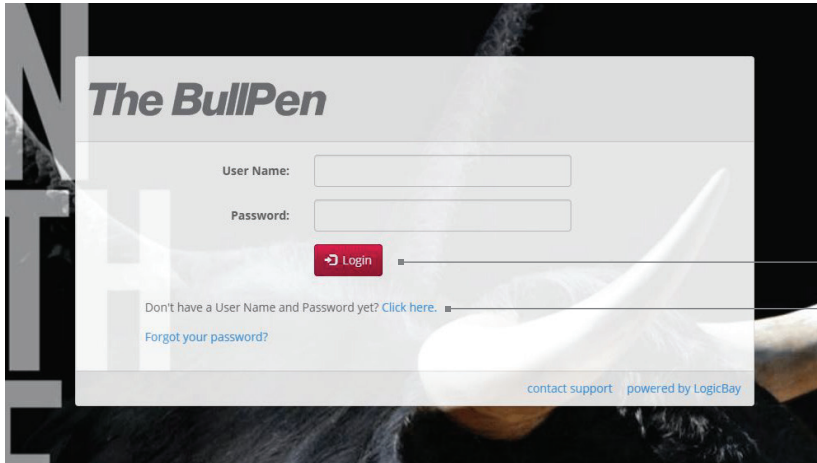 N
TH
E
The BullPen
User Name:
Password:
Login
Don't have a User Name and Password yet? Click here.
Forgot your password?
contact support powered by LogicBay